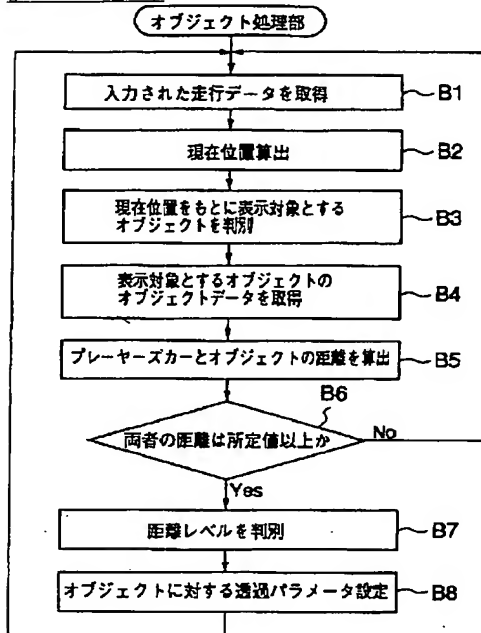 オブジェクト処理部
入力された走行データを取得
B1
現在位置算出
B2
現在位置をもとに表示対象とする
オブジェクトを判別
B3
表示対象とするオブジェクトの
オブジェクトデータを取得
B4
プレーヤーズカーとオブジェクトの距離を算出
B5
B6
両者の距離は所定値以上か
No
Yes
距離レベルを判別
B7
オブジェクトに対する透過パラメータ設定
B8